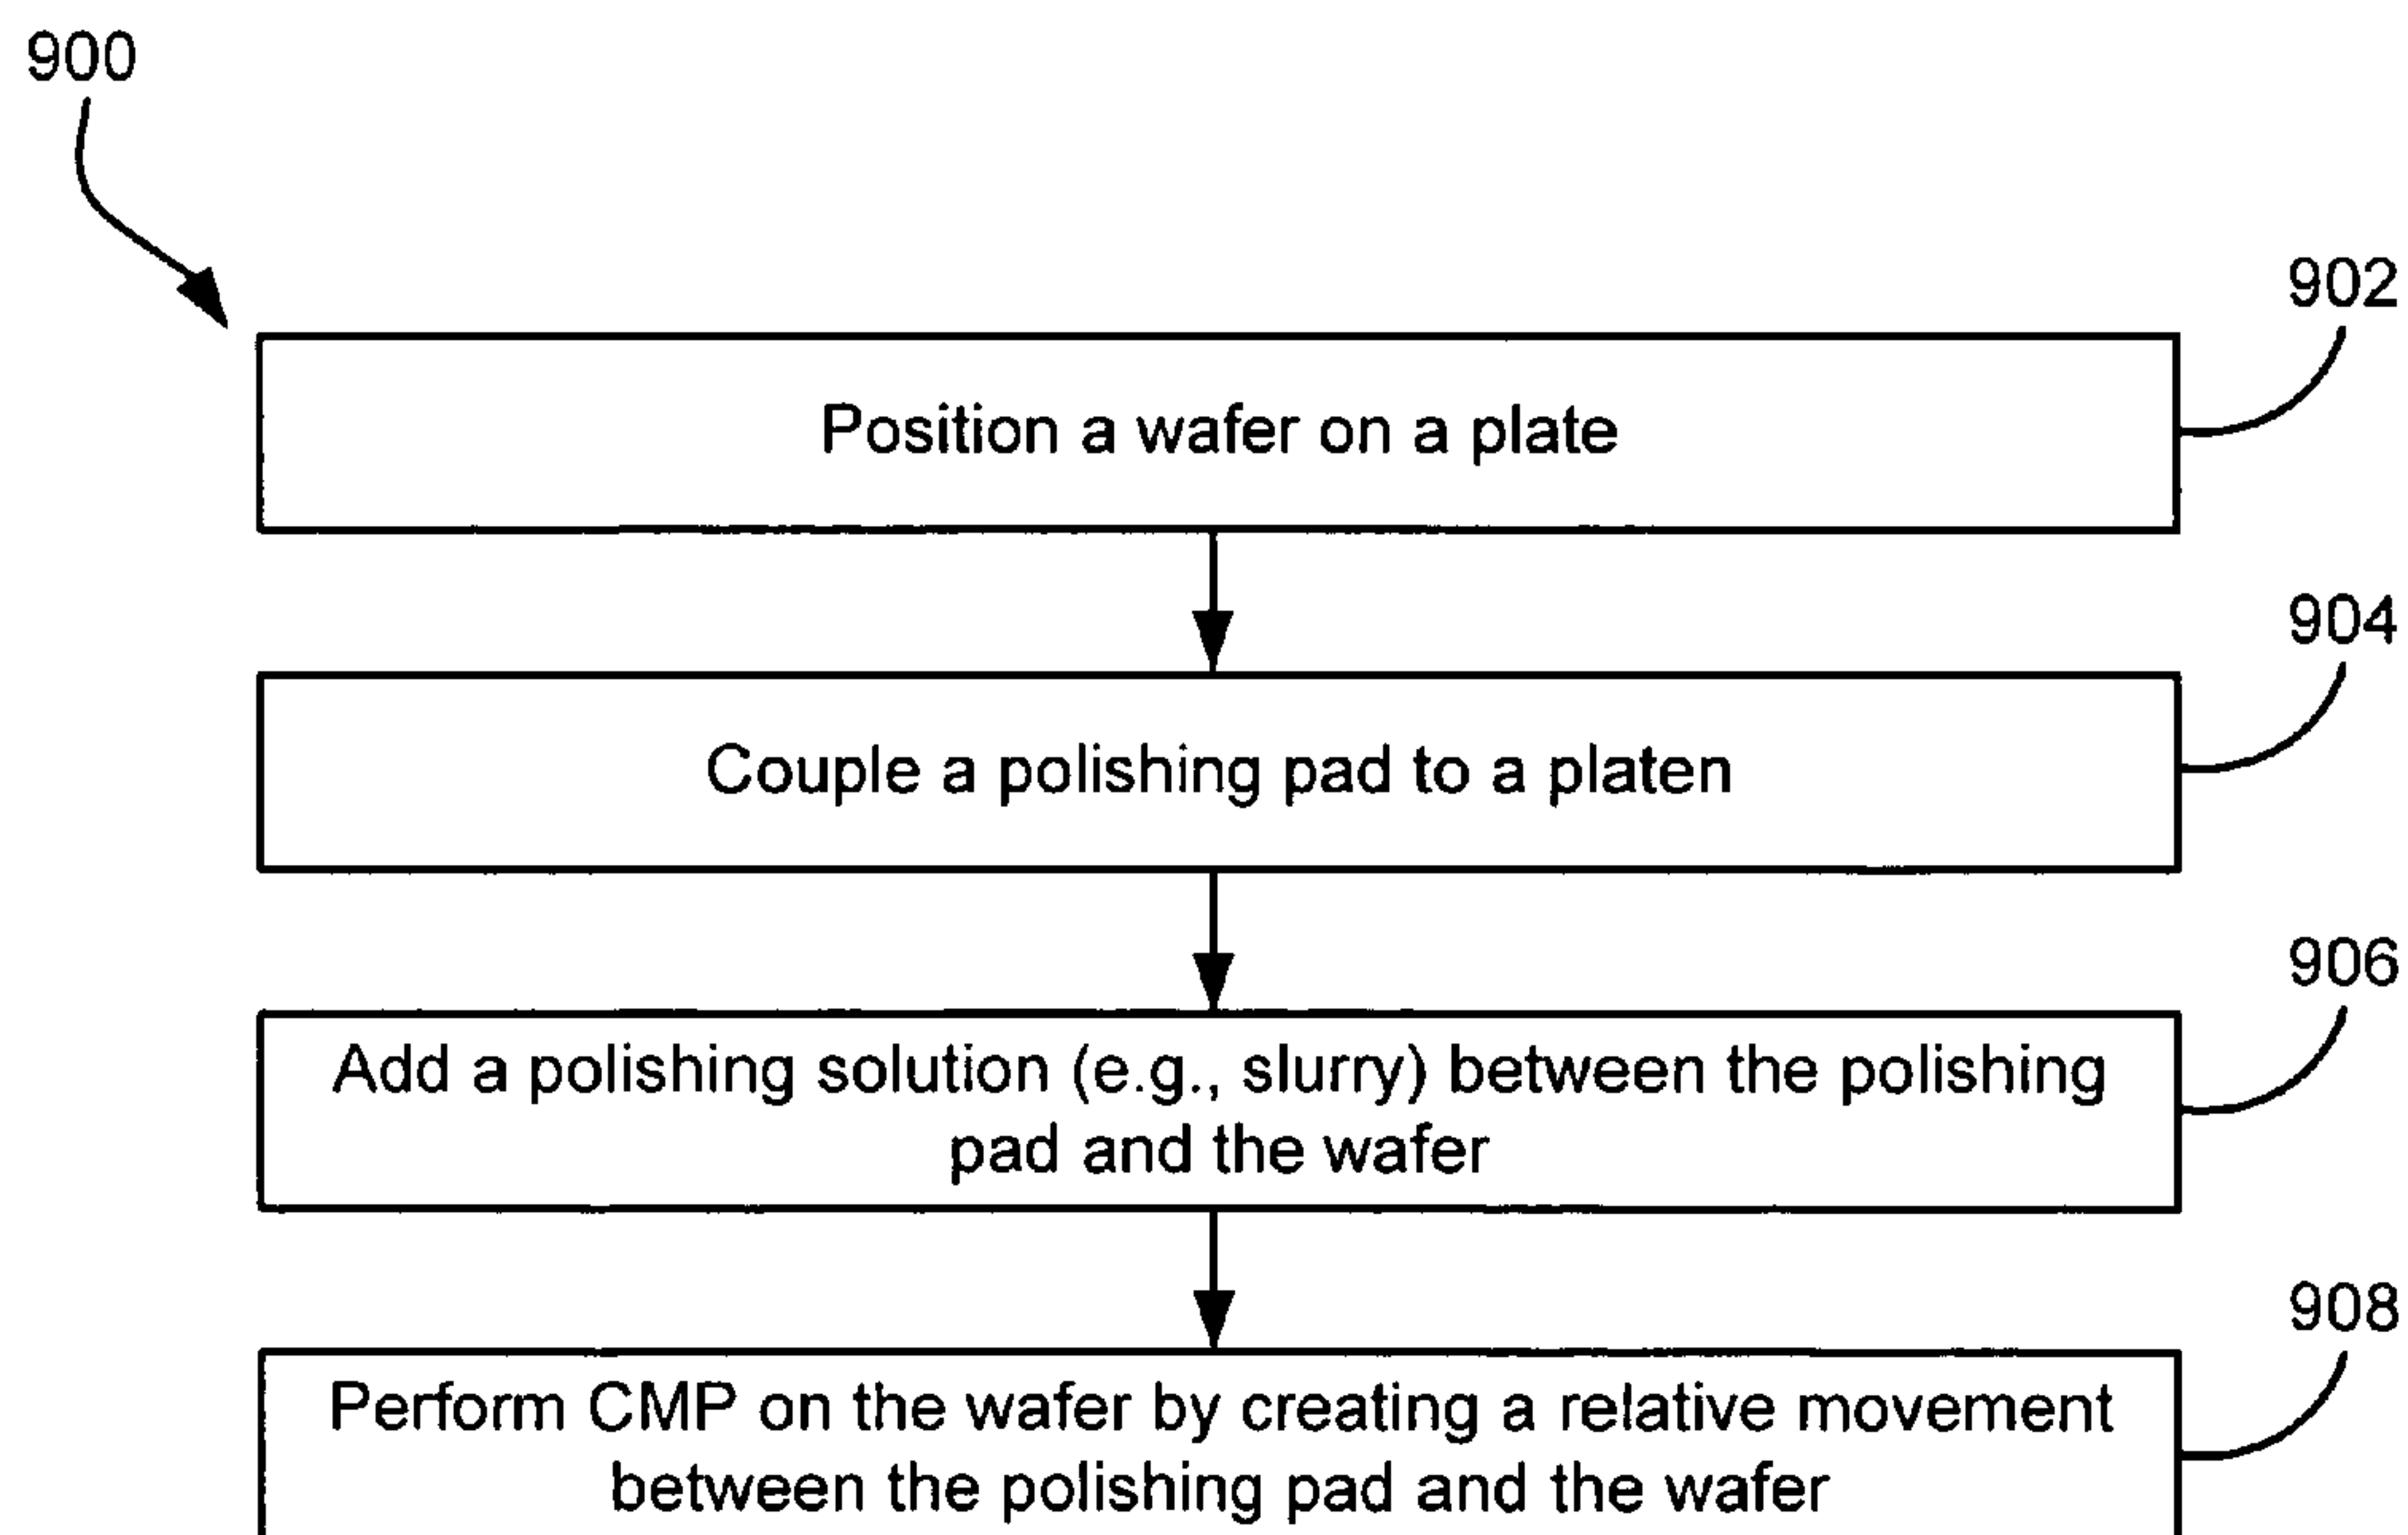 900
902
Position a wafer on a plate
904
Couple a polishing pad to a platen
906
Add a polishing solution (e.g., slurry) between the polishing
pad and the wafer
908
Perform CMP on the wafer by creating a relative movement
between the polishing pad and the wafer